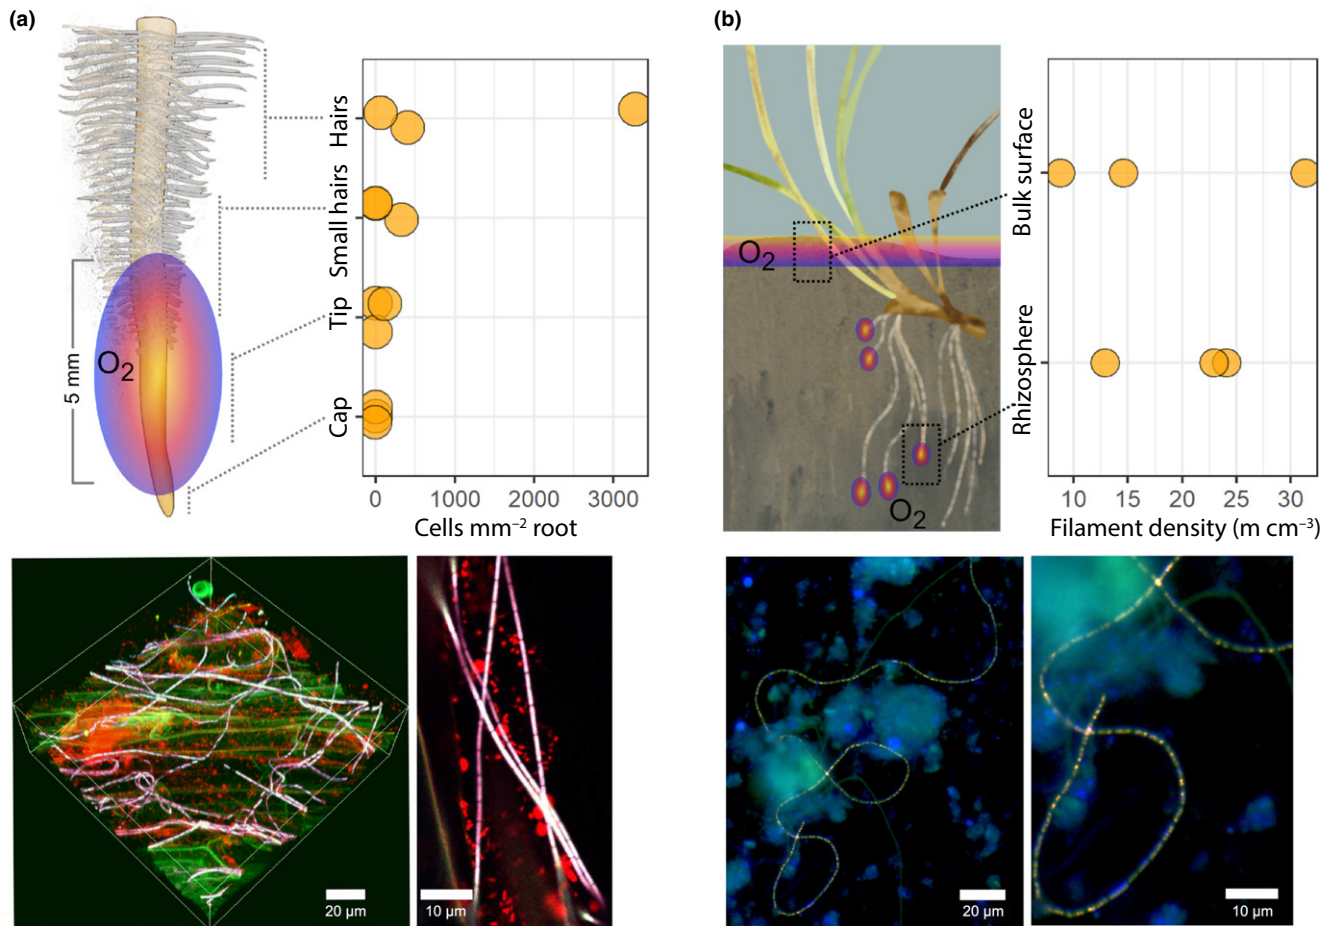 (a)
Hairs
Small hairs
Tip
Cap
5 mm
O2
0 1000 2000 3000
Cells mm−2 root
20 µm
10 µm
(b)
O2
O2
Bulk surface
Rhizosphere
10 15 20 25 30
Filament density (m cm−3)
20 µm
10 µm